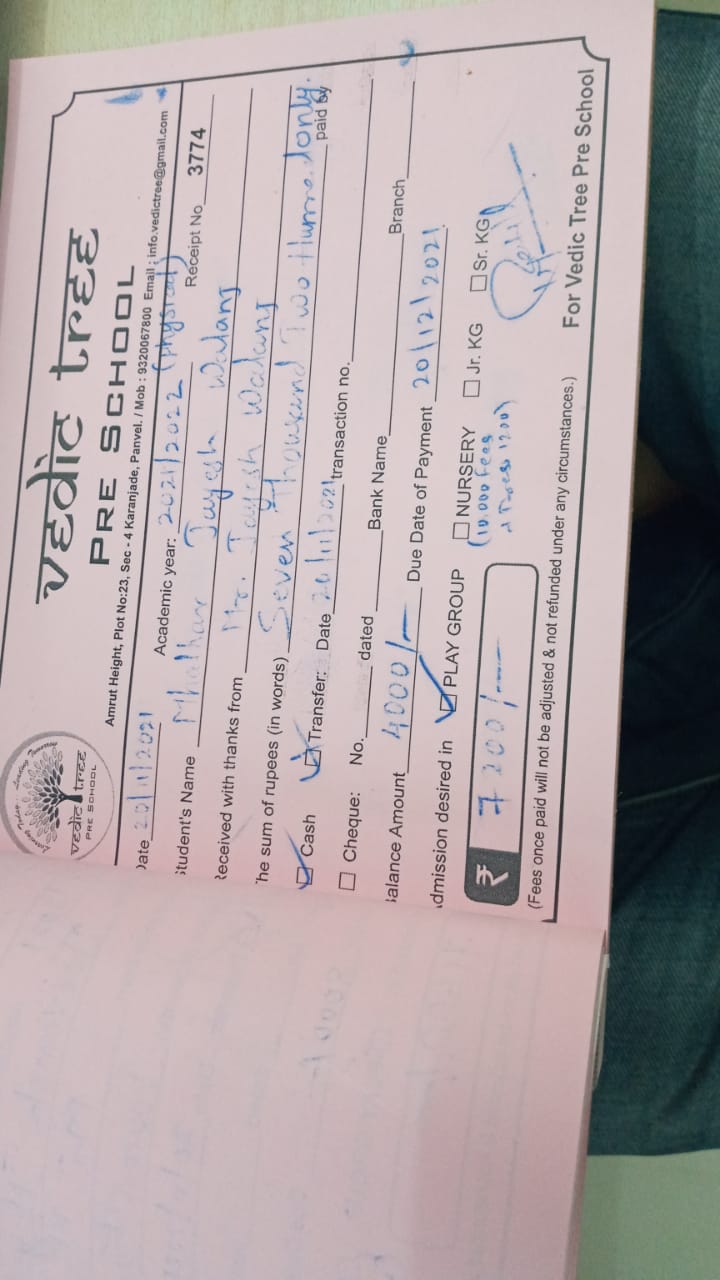 Learning Today... Leading Tomorrow
vedic tree
PRE SCHOOL
vedic tree
PRE SCHOOL
Amrut Height, Plot No:23, Sec - 4 Karanjade, Panvel. / Mob : 9320067800 Email : info.vedictree@gmail.com
Date 20/11/2021 Academic year: 2021/2022 (physical)
Student's Name Jayesh Walanj Receipt No. 3774
Received with thanks from Mr. Jayesh Walanj
The sum of rupees (in words) Seven Thousand Two only. paid by
Cash Transfer: Date 20/11/2021 transaction no.
Cheque: No. dated Bank Name Branch
Balance Amount 4000/- Due Date of Payment 20/12/2021
Admission desired in PLAY GROUP NURSERY Jr. KG Sr. KG
(10,000 Fees
₹ 7200/- 1200)
For Vedic Tree Pre School
(Fees once paid will not be adjusted & not refunded under any circumstances.)